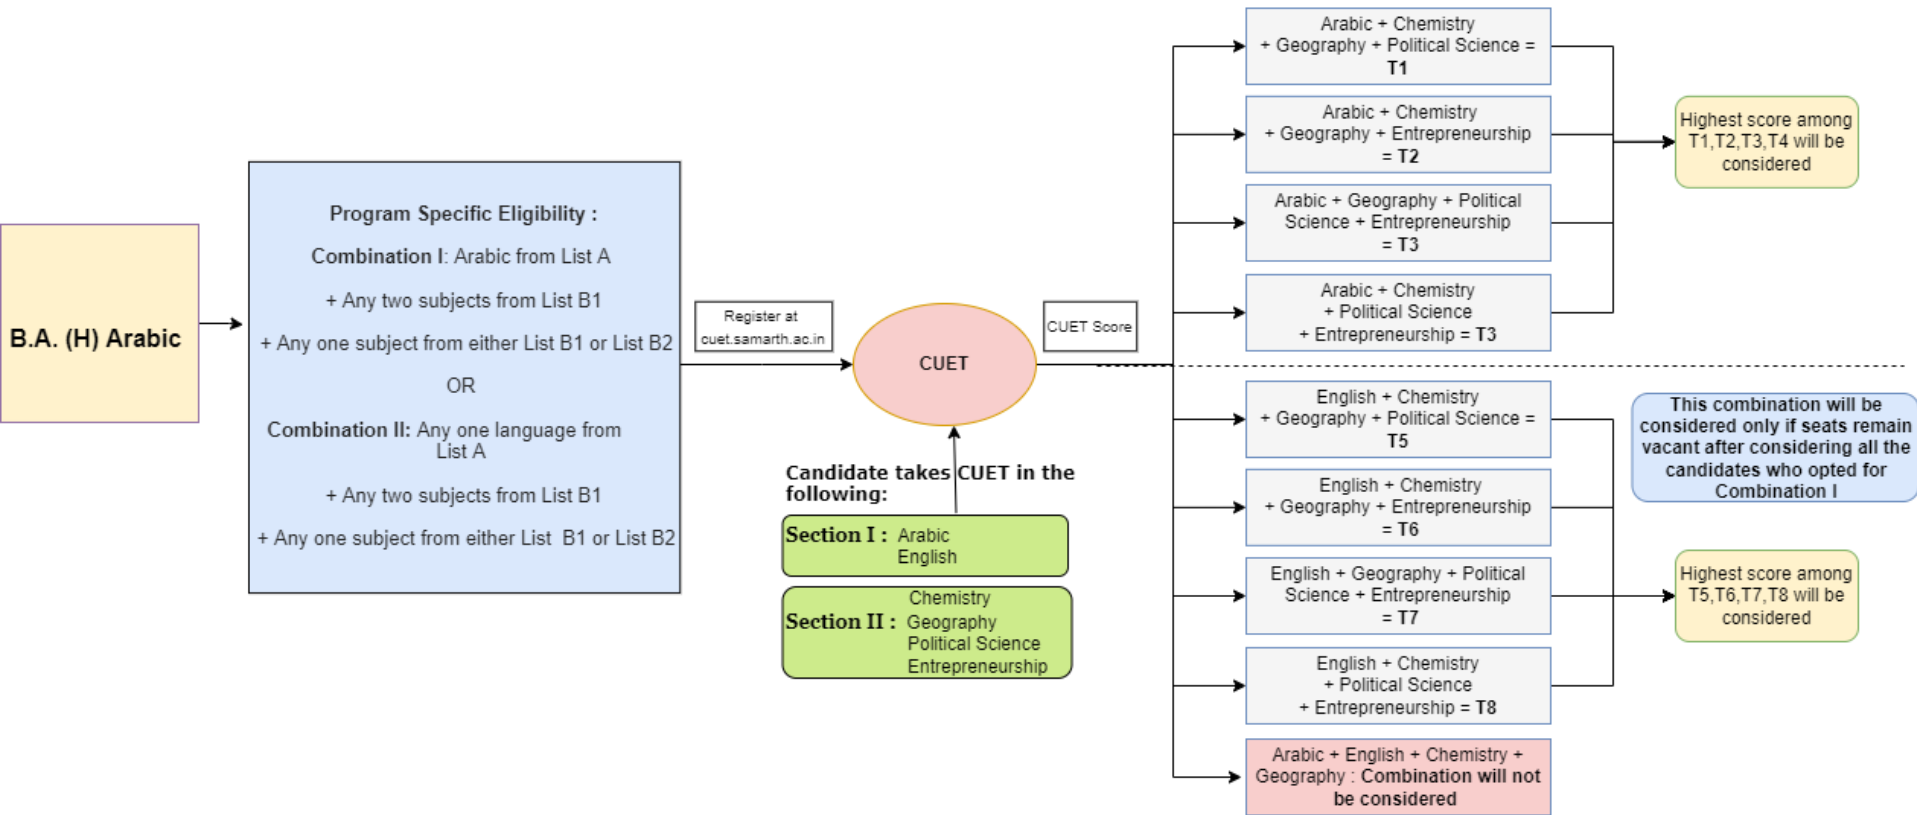 B.A. (H) Arabic
Program Specific Eligibility :
Combination I: Arabic from List A
+ Any two subjects from List B1
+ Any one subject from either List B1 or List B2
OR
Combination II: Any one language from
List A
+ Any two subjects from List B1
+ Any one subject from either List  B1 or List B2
Register at
cuet.samarth.ac.in
CUET
CUET Score
Candidate takes CUET in the
following:
Section I :  Arabic
English
Chemistry
Section II :  Geography
Political Science
Entrepreneurship
Arabic + Chemistry
+ Geography + Political Science =
T1
Arabic + Chemistry
+ Geography + Entrepreneurship
= T2
Arabic + Geography + Political
Science + Entrepreneurship
= T3
Arabic + Chemistry
+ Political Science
+ Entrepreneurship = T3
Highest score among
T1,T2,T3,T4 will be
considered
English + Chemistry
+ Geography + Political Science =
T5
English + Chemistry
+ Geography + Entrepreneurship
= T6
English + Geography + Political
Science + Entrepreneurship
= T7
English + Chemistry
+ Political Science
+ Entrepreneurship = T8
Arabic + English + Chemistry +
Geography : Combination will not
be considered
This combination will be
considered only if seats remain
vacant after considering all the
candidates who opted for
Combination I
Highest score among
T5,T6,T7,T8 will be
considered